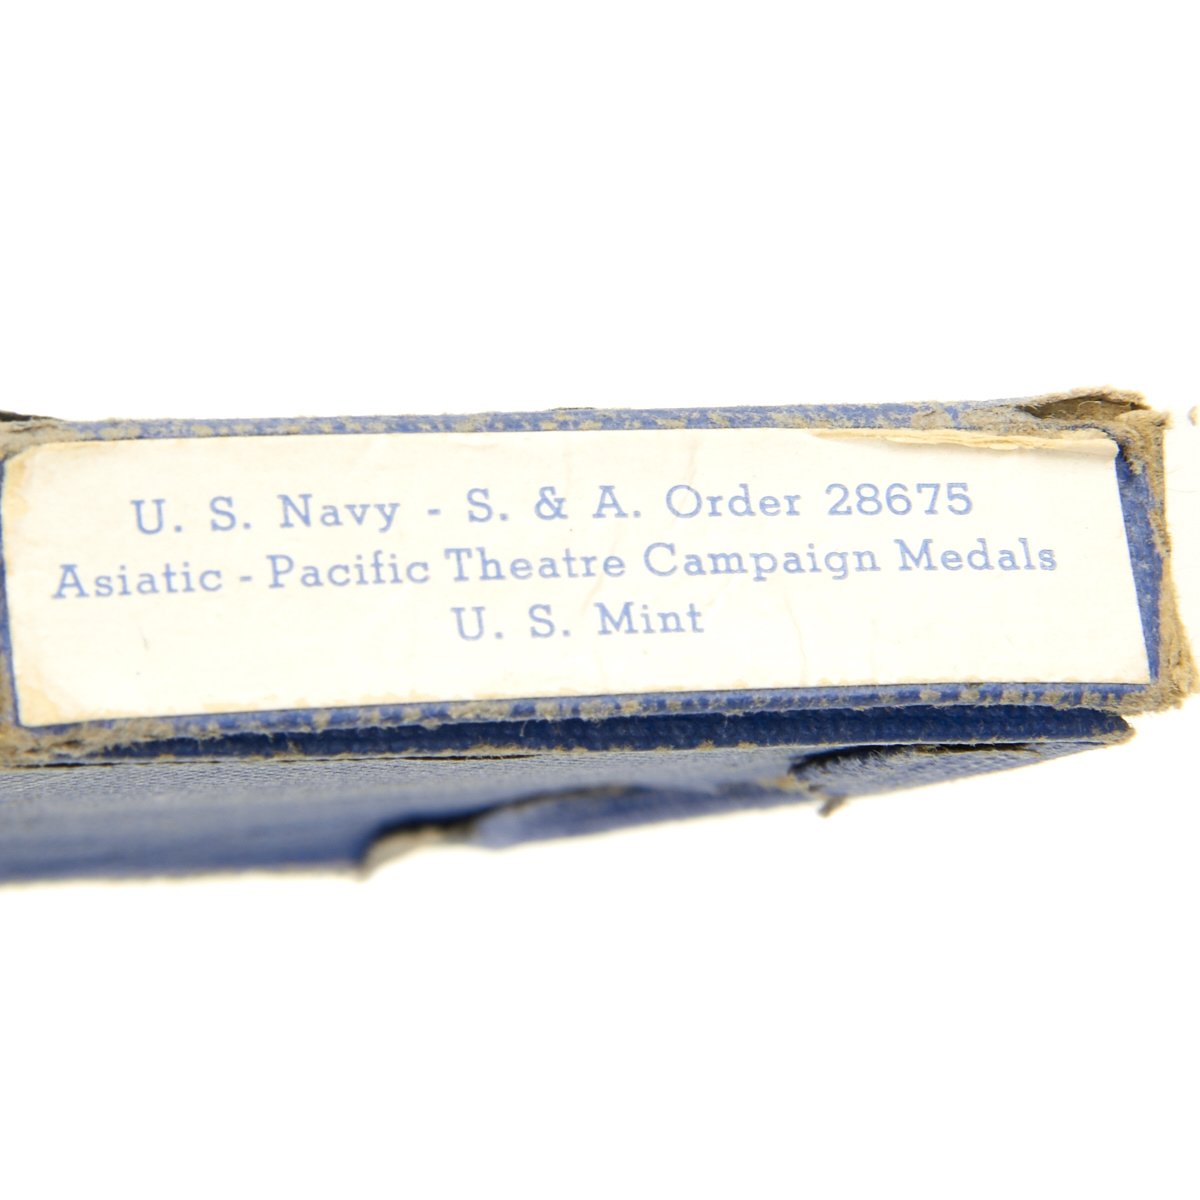 U. S. Navy - S. & A. Order 28675
Asiatic - Pacific Theatre Campaign Medals
U. S. Mint